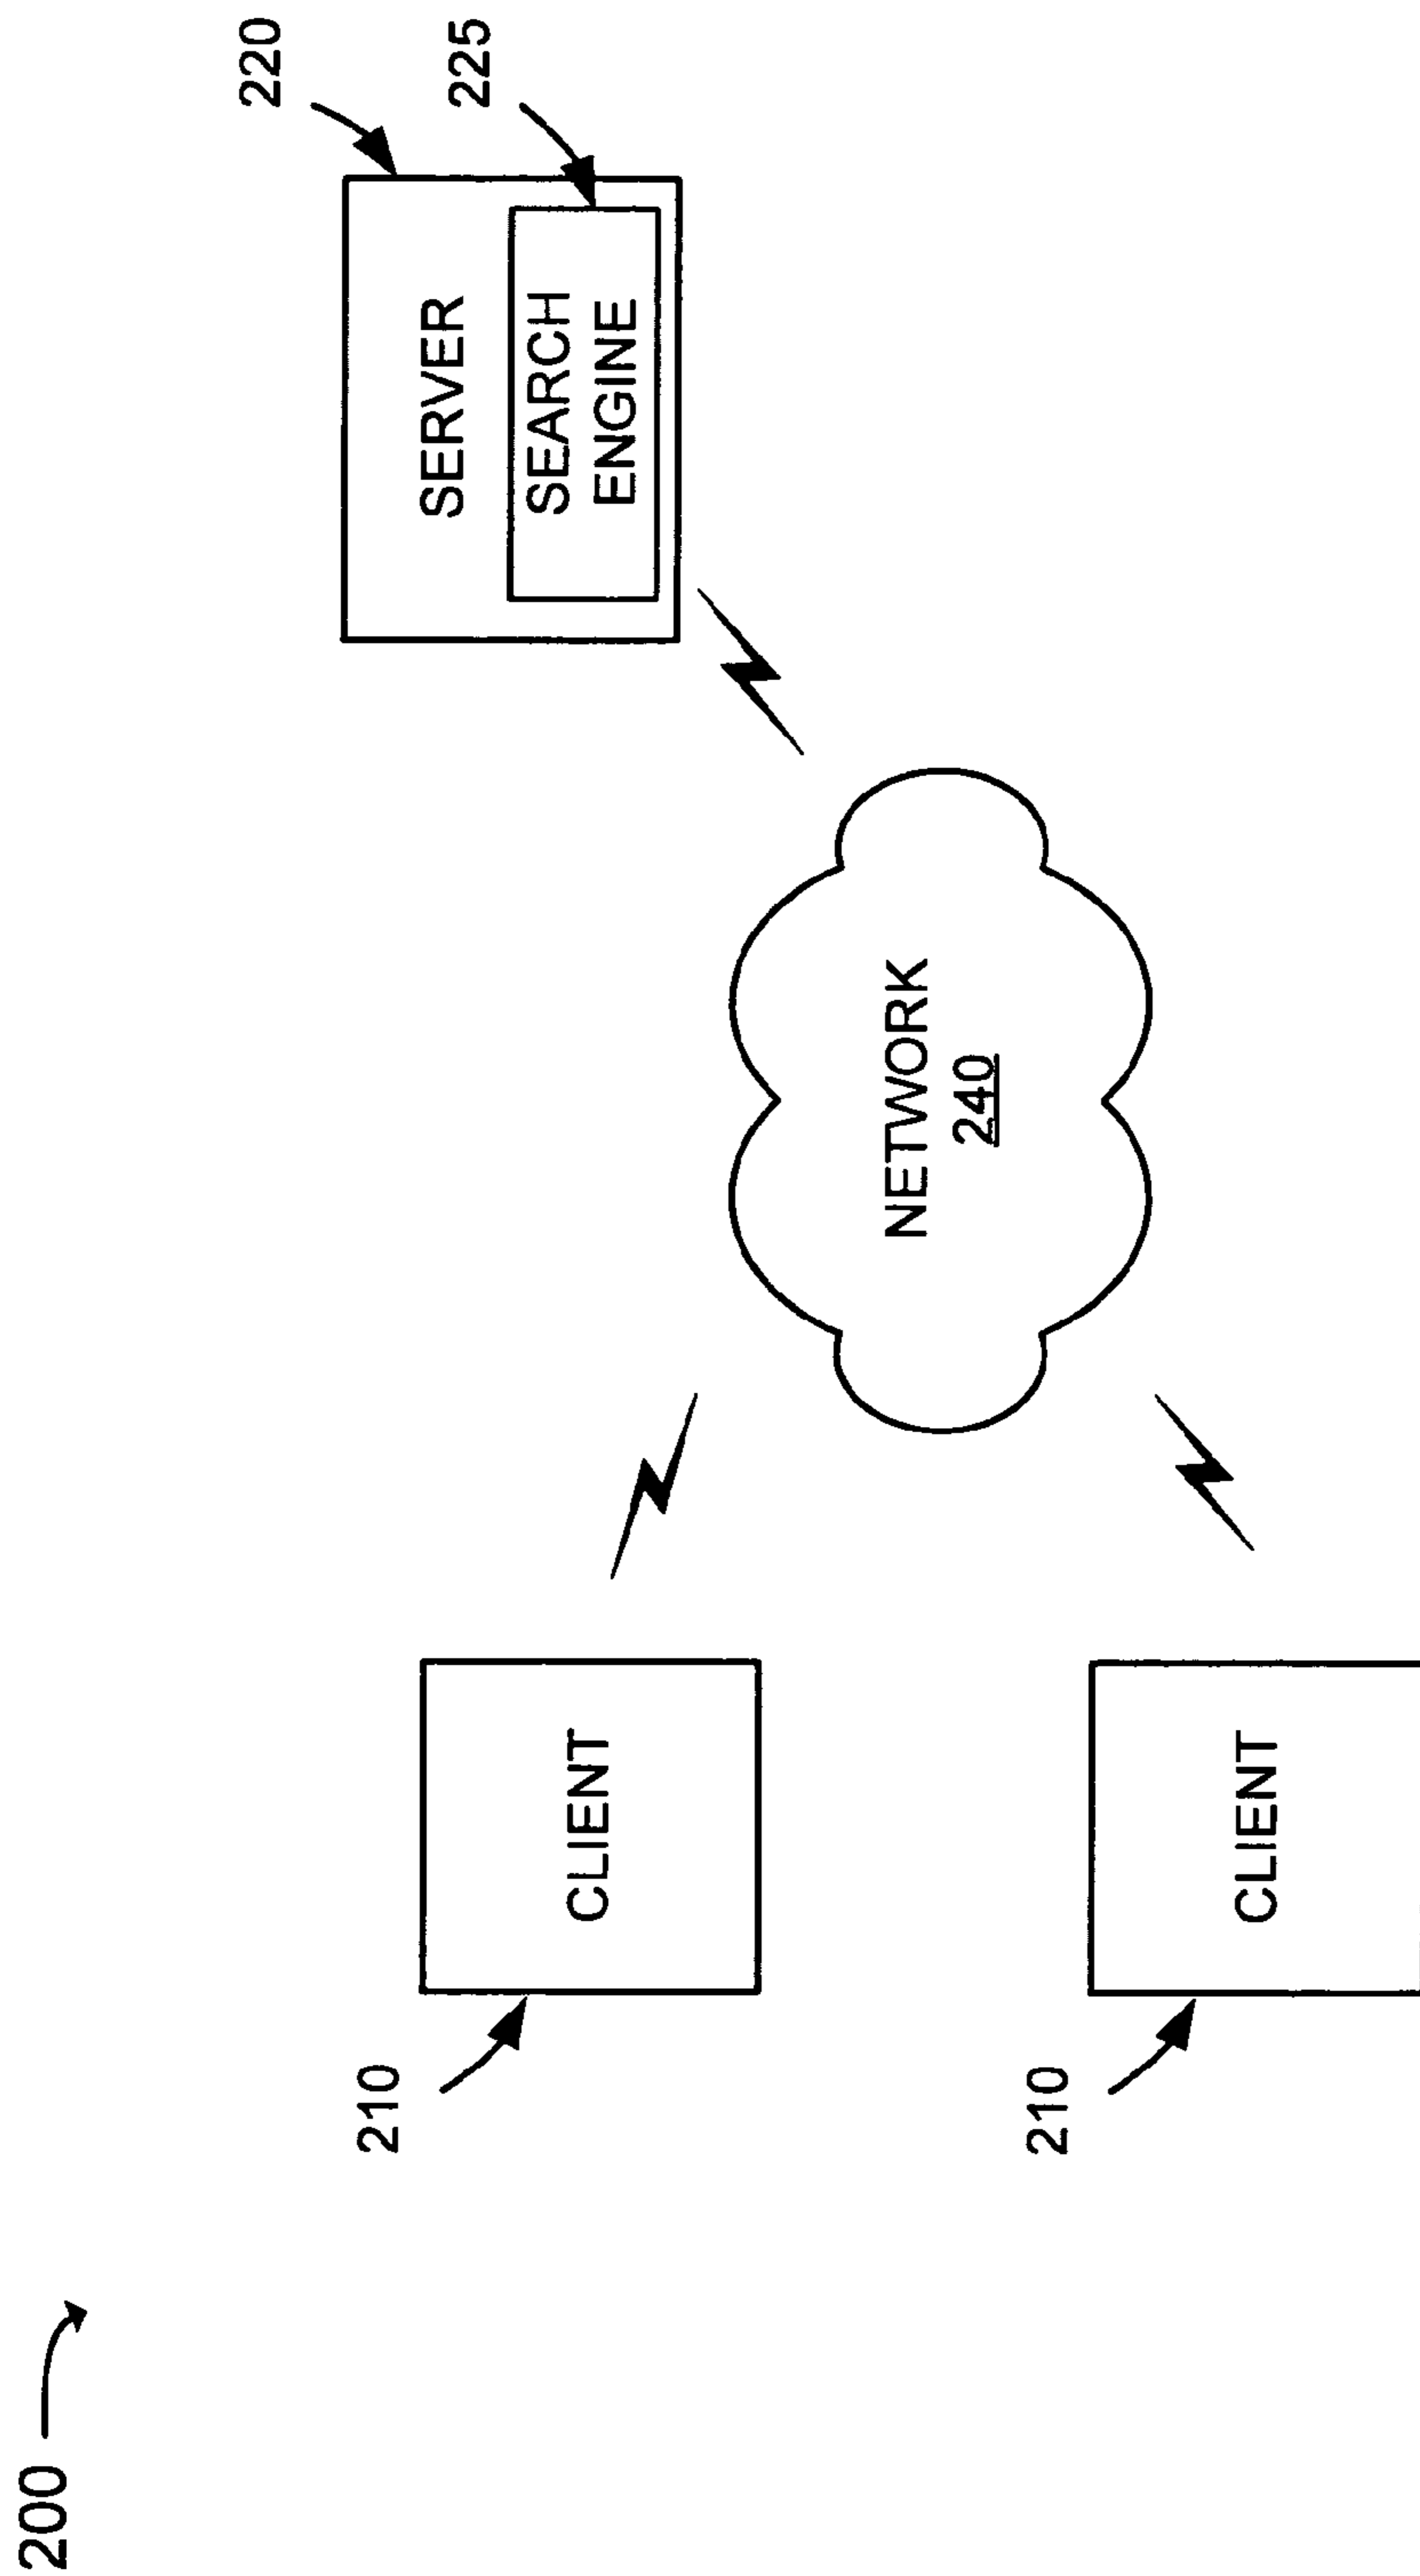 200
220
225
SERVER
SEARCH
ENGINE
210
CLIENT
NETWORK
240
210
CLIENT